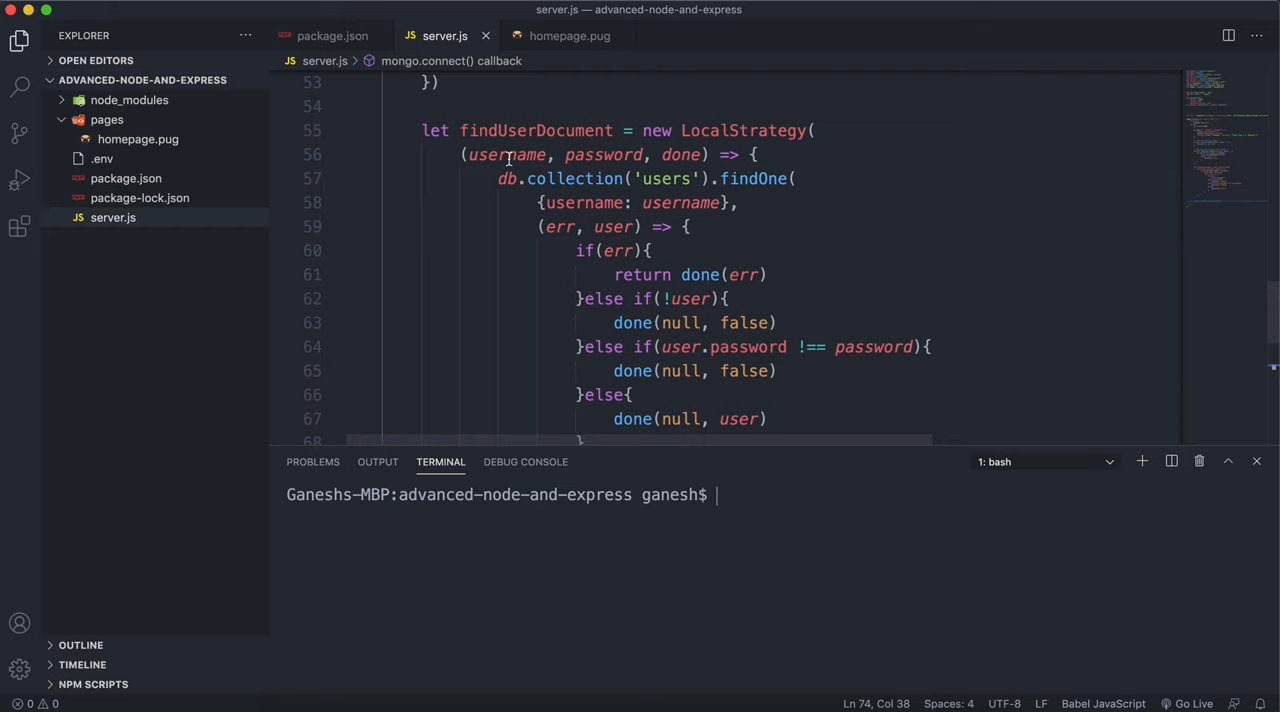 server.js — advanced-node-and-express
EXPLORER
package.json
JS server.js
homepage.pug
OPEN EDITORS
JS server.js > mongo.connect() callback
ADVANCED-NODE-AND-EXPRESS
node_modules
pages
homepage.pug
.env
package.json
package-lock.json
JS server.js
53 })
54
55 let findUserDocument = new LocalStrategy(
56 (username, password, done) => {
57 db.collection('users').findOne(
58 {username: username},
59 (err, user) => {
60 if(err){
61 return done(err)
62 }else if(!user){
63 done(null, false)
64 }else if(user.password !== password){
65 done(null, false)
66 }else{
67 done(null, user)
68 }
PROBLEMS OUTPUT TERMINAL DEBUG CONSOLE 1: bash
Ganeshs-MBP:advanced-node-and-express ganesh$
OUTLINE
TIMELINE
NPM SCRIPTS
0 0 Ln 74, Col 38 Spaces: 4 UTF-8 LF Babel JavaScript Go Live